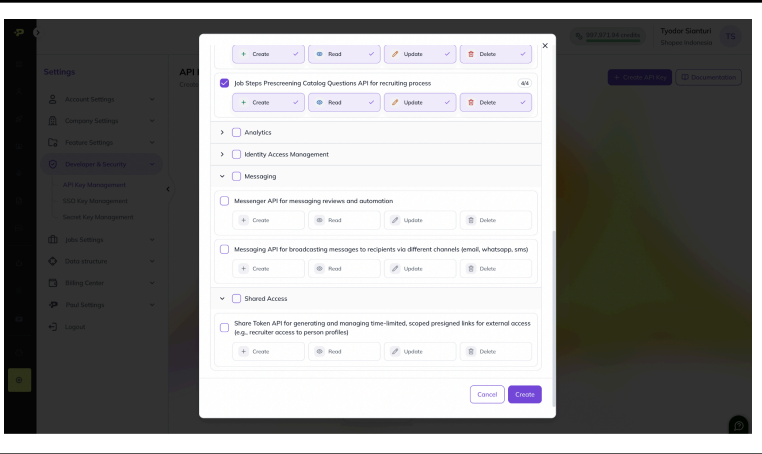 897.97 / 1M credits
Tyodor Sianturi
Shopee Indonesia
TS
Settings
Account Settings
Company Settings
Feature Settings
Developer & Security
API Key Management
SSO Key Management
Secret Key Management
Jobs Settings
Data Structure
Billing Center
Pool Settings
Logout
API
+ Create API Key
Documentation
Create Read Update Delete
Job Steps Prescreening Catalog Questions API for recruiting process 4/4
Create Read Update Delete
Analytics
Identity Access Management
Messaging
Messenger API for messaging reviews and automation
Create Read Update Delete
Messaging API for broadcasting messages to recipients via different channels (email, whatsapp, sms)
Create Read Update Delete
Shared Access
Share Token API for generating and managing time-limited, scoped presigned links for external access
(e.g., recruiter access to person profiles)
Create Read Update Delete
Cancel Create